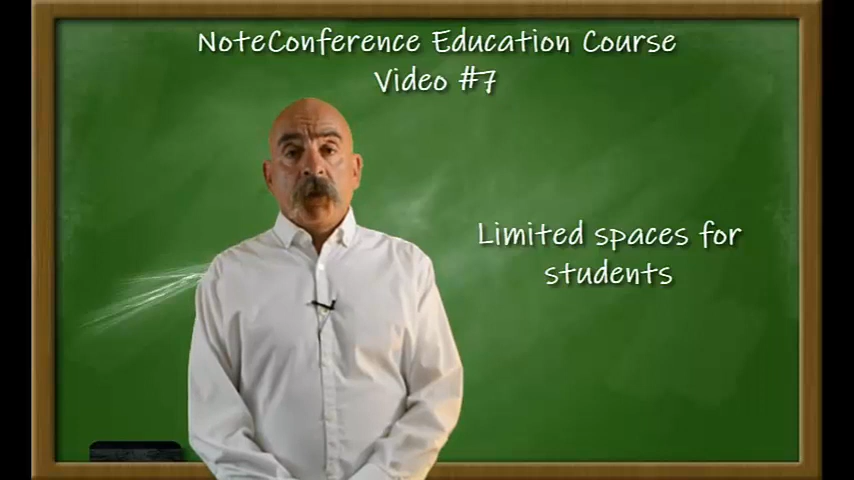 NoteConference Education Course
Video #7
Limited spaces for
students